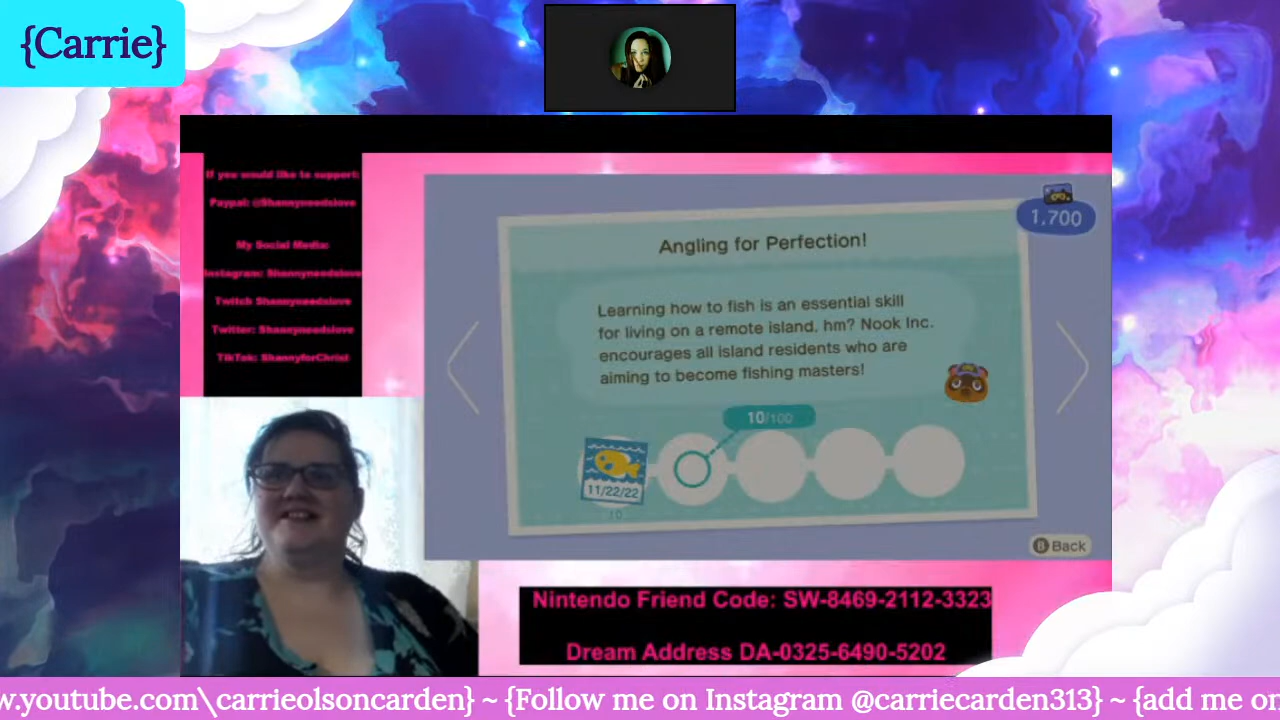 {Carrie}
If you would like to support:
Paypal: @Shannyneedslove
My Social Media:
Instagram: Shannyneedslove
Twitch Shannyneedslove
Twitter: Shannyneedslove
TikTok: ShannyforChrist
1,700
Angling for Perfection!
Learning how to fish is an essential skill
for living on a remote island, hm? Nook Inc.
encourages all island residents who are
aiming to become fishing masters!
10/100
11/22/22
10
B Back
Nintendo Friend Code: SW-8469-2112-3323
Dream Address DA-0325-6490-5202
w.youtube.com\carrieolsoncarden} ~ {Follow me on Instagram @carriecarden313} ~ {add me on